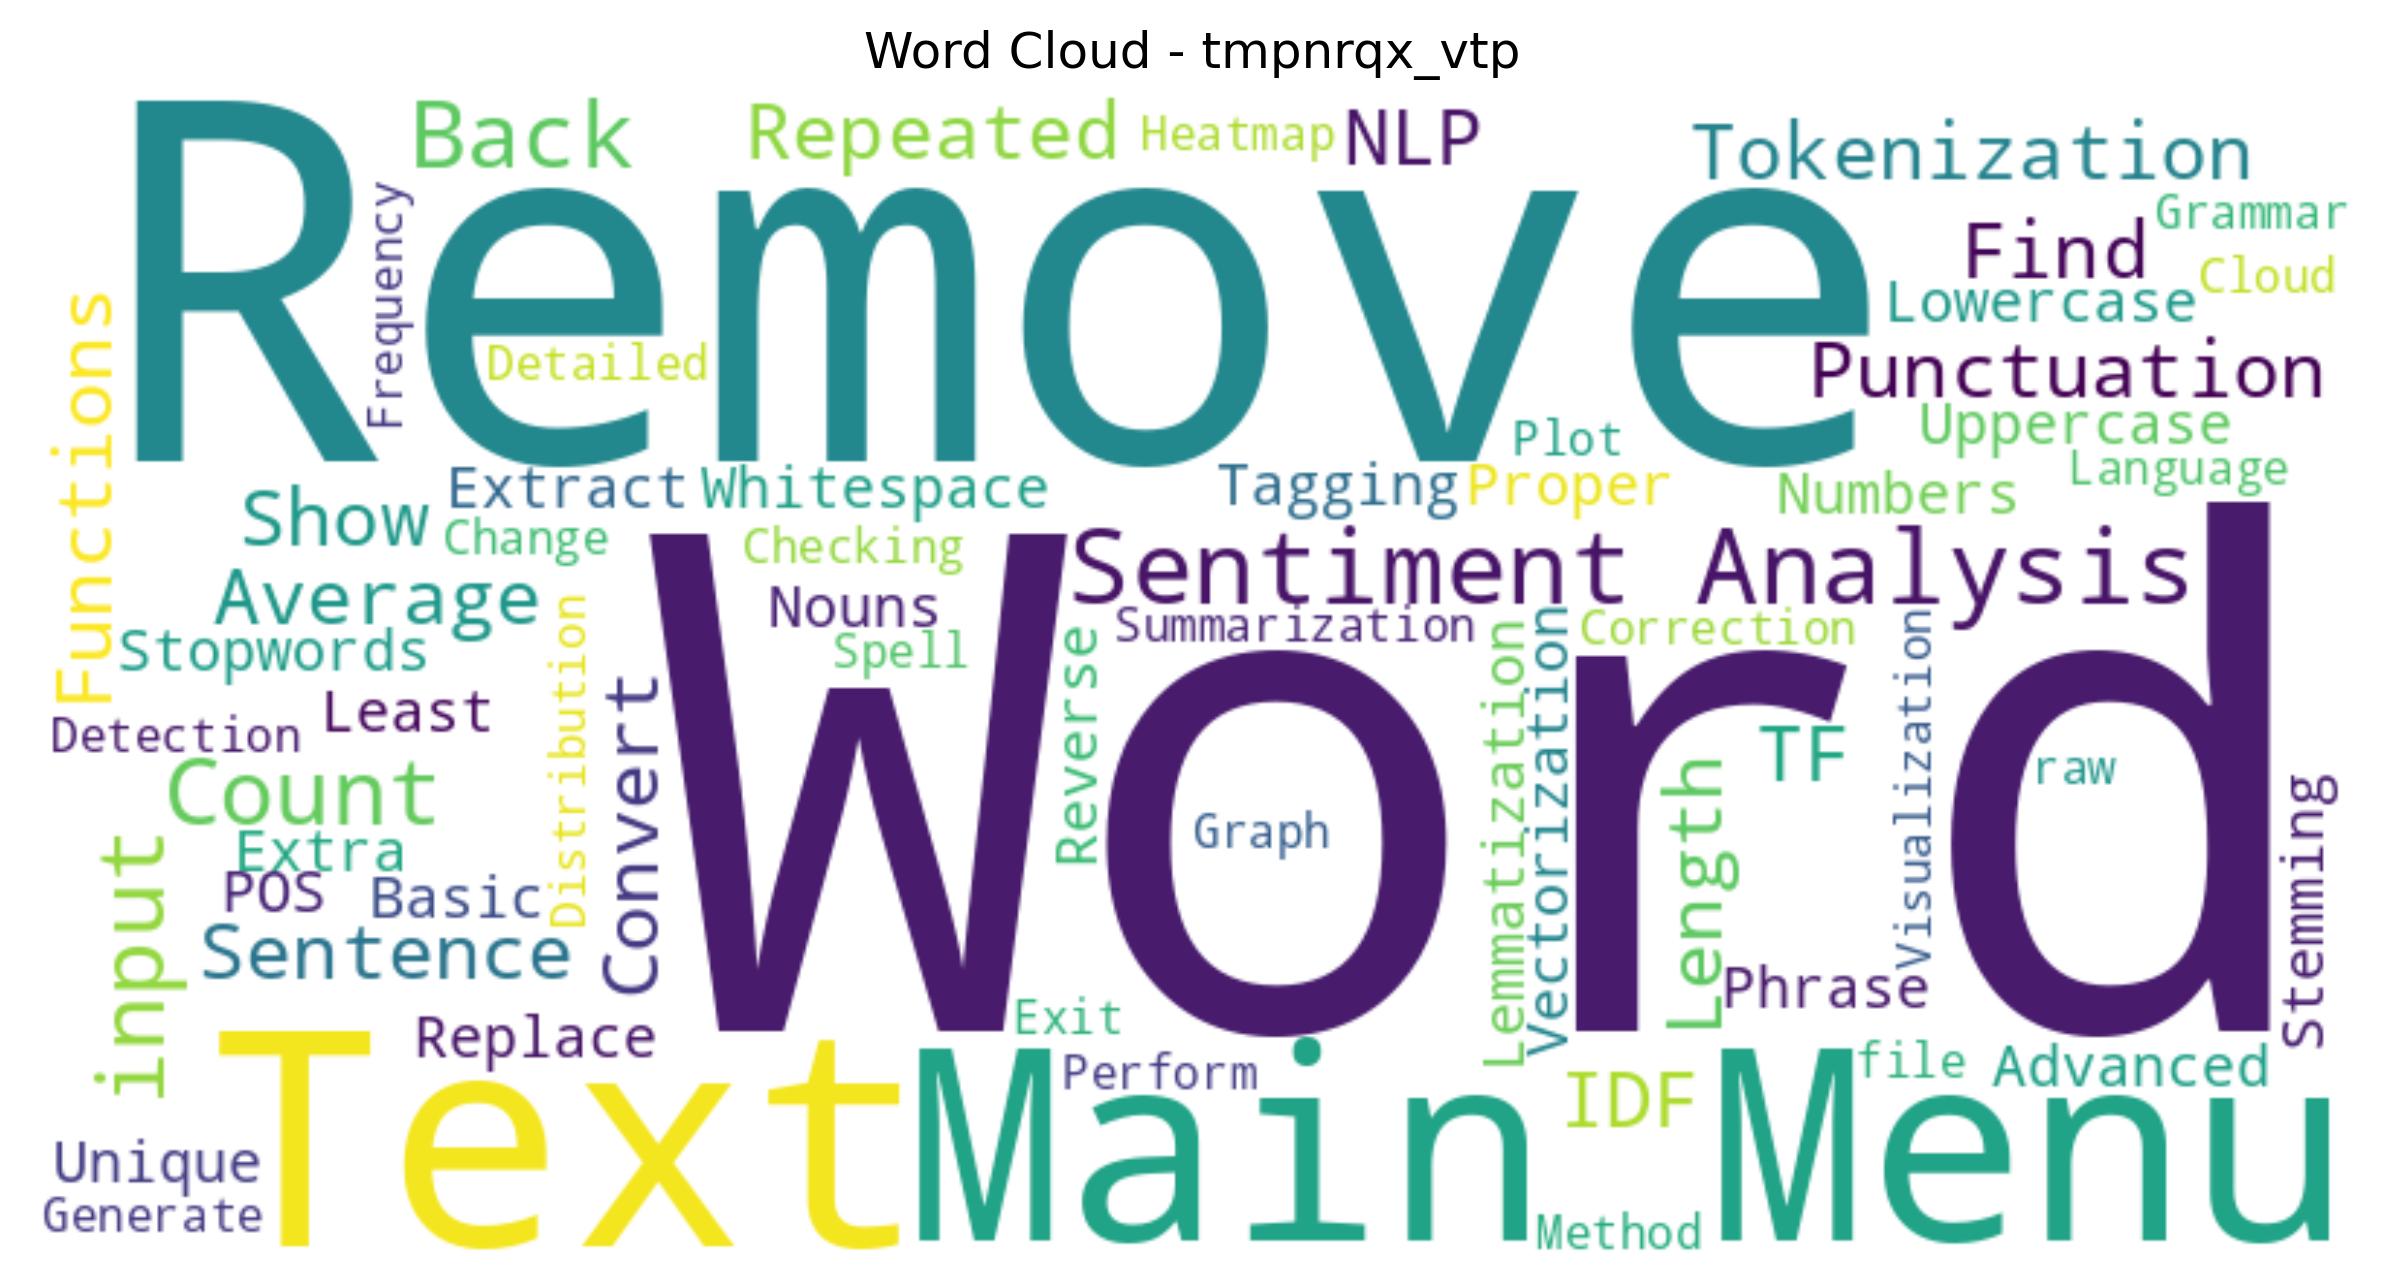 Word Cloud - tmpnrqx_vtp
Back
Repeated
Heatmap
NLP
Tokenization
Remove
Frequency
Grammar
Find
Cloud
Lowercase
Functions
Detailed
Punctuation
Plot
Uppercase
Extract
Whitespace
Tagging
Proper
Numbers
Language
Show
Change
Checking
Sentiment Analysis
Average
Nouns
Word
Stopwords
Spell
Summarization
Correction
Distribution
Convert
Reverse
Lemmatization
Vectorization
Visualization
Least
Detection
TF
raw
Count
Length
Graph
Stemming
input
Extra
POS
Basic
Sentence
Phrase
Replace
Exit
Text
Main Menu
Perform
IDF
file
Advanced
Unique
Generate
Method